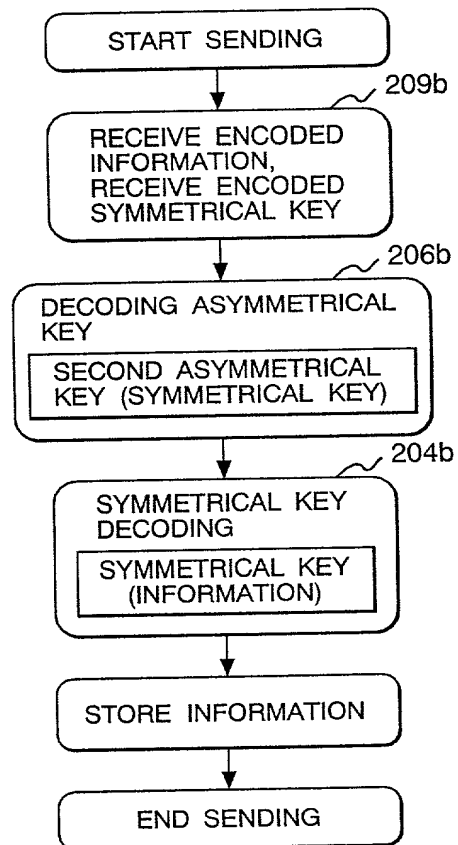 START SENDING
209b
RECEIVE ENCODED
INFORMATION,
RECEIVE ENCODED
SYMMETRICAL KEY
206b
DECODING ASYMMETRICAL
KEY
SECOND ASYMMETRICAL
KEY (SYMMETRICAL KEY)
204b
SYMMETRICAL KEY
DECODING
SYMMETRICAL KEY
(INFORMATION)
STORE INFORMATION
END SENDING